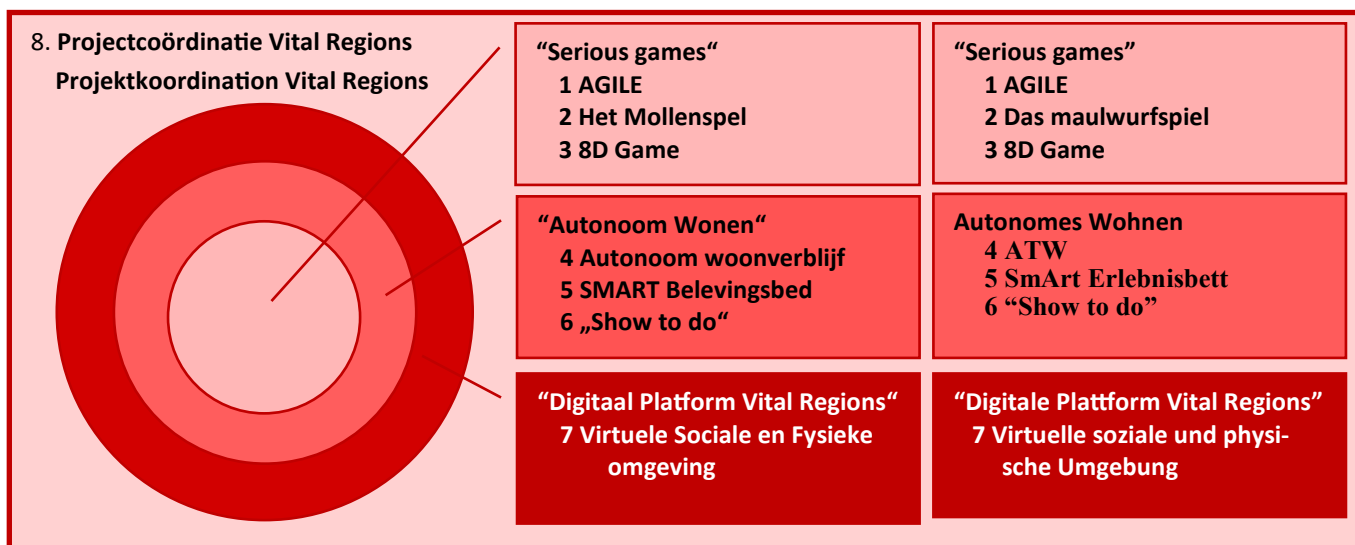 8. Projectcoördinatie Vital Regions
Projektkoordination Vital Regions
“Serious games“
1 AGILE
2 Het Mollenspel
3 8D Game
“Serious games”
1 AGILE
2 Das maulwurfspiel
3 8D Game
“Autonoom Wonen“
4 Autonoom woonverblijf
5 SMART Belevingsbed
6 „Show to do“
Autonomes Wohnen
4 ATW
5 SmArt Erlebnisbett
6 “Show to do”
“Digitaal Platform Vital Regions“
7 Virtuele Sociale en Fysieke
omgeving
“Digitale Plattform Vital Regions”
7 Virtuelle soziale und physi-
sche Umgebung